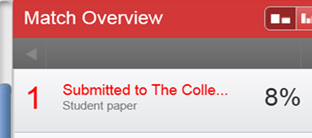 Match Overview
1 Submitted to The Colle... 8%
Student paper